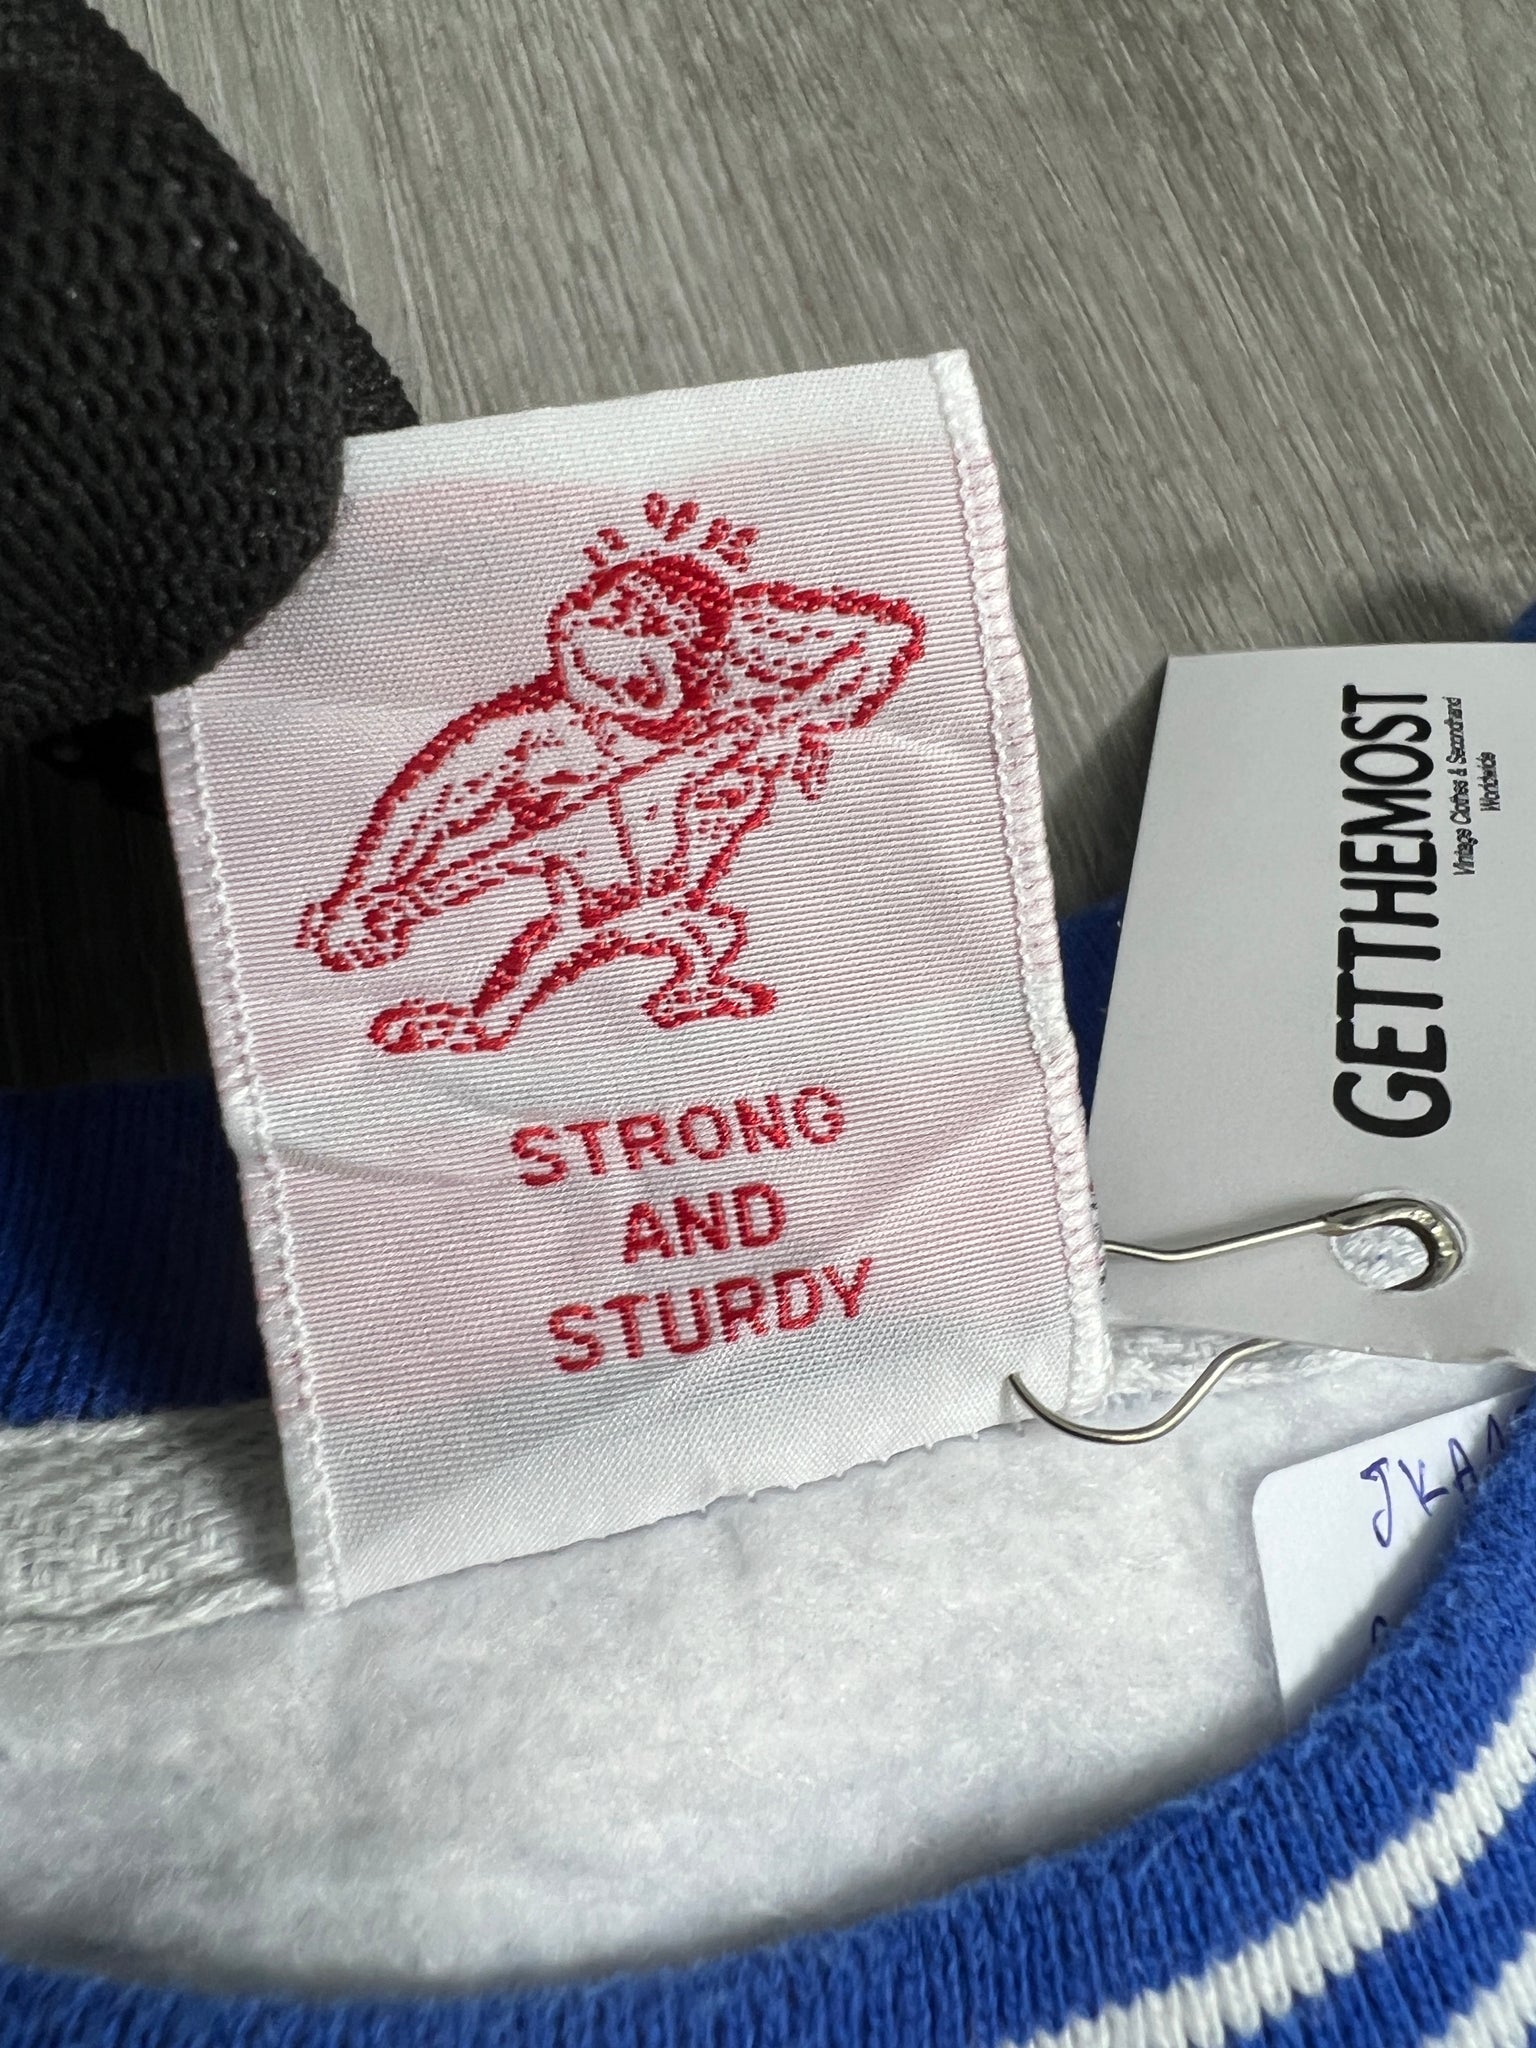 STRONG
AND
STURDY
GETTHEMOST
Vintage Clothes & Secondhand
Worldwide